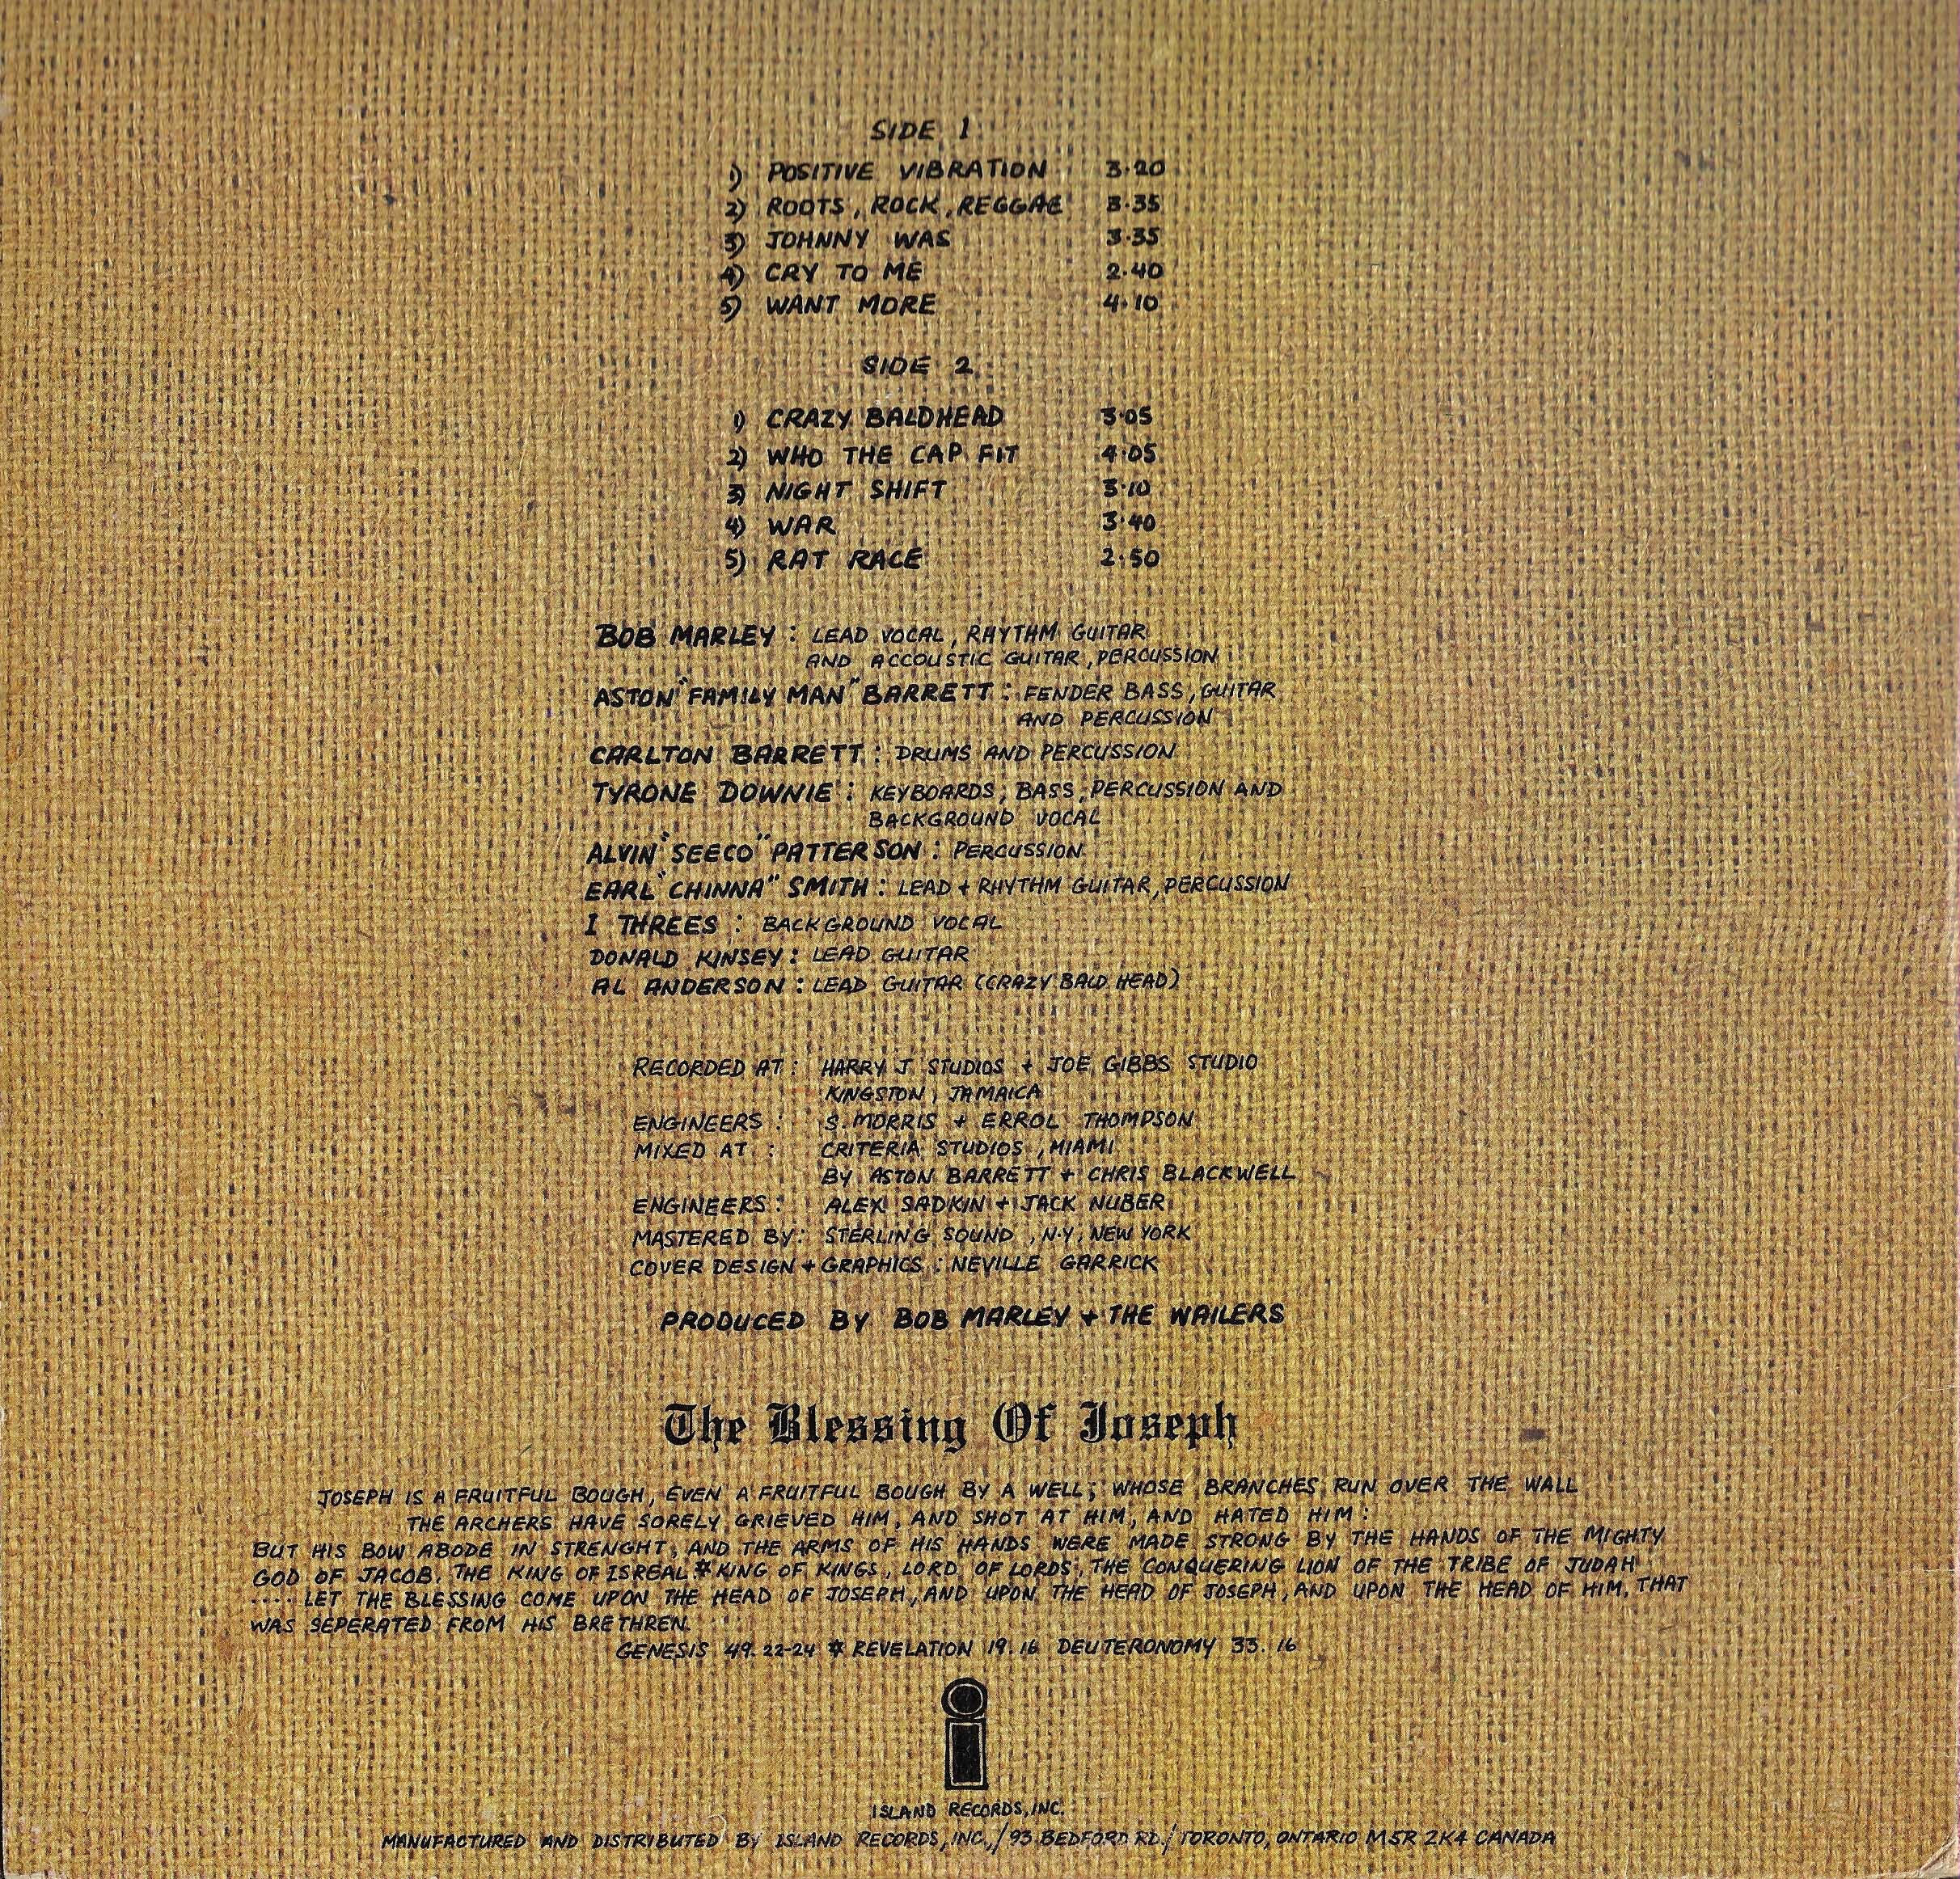 SIDE 1
1) POSITIVE VIBRATION 3·20
2) ROOTS, ROCK, REGGAE 3·35
3) JOHNNY WAS 3·35
4) CRY TO ME 2·40
5) WANT MORE 4·10
SIDE 2
1) CRAZY BALDHEAD 3·05
2) WHO THE CAP FIT 4·05
3) NIGHT SHIFT 3·10
4) WAR 3·40
5) RAT RACE 2·50
BOB MARLEY : LEAD VOCAL, RHYTHM GUITAR
AND ACCOUSTIC GUITAR, PERCUSSION
ASTON "FAMILY MAN" BARRETT : FENDER BASS, GUITAR
AND PERCUSSION
CARLTON BARRETT : DRUMS AND PERCUSSION
TYRONE DOWNIE : KEYBOARDS, BASS, PERCUSSION AND
BACKGROUND VOCAL
ALVIN "SEECO" PATTERSON : PERCUSSION
EARL "CHINNA" SMITH : LEAD + RHYTHM GUITAR, PERCUSSION
I THREES : BACKGROUND VOCAL
DONALD KINSEY : LEAD GUITAR
AL ANDERSON : LEAD GUITAR (CRAZY BALD HEAD)
RECORDED AT : HARRY J STUDIOS + JOE GIBBS STUDIO
KINGSTON, JAMAICA
ENGINEERS : S. MORRIS + ERROL THOMPSON
MIXED AT : CRITERIA STUDIOS, MIAMI
BY ASTON BARRETT + CHRIS BLACKWELL
ENGINEERS : ALEX SADKIN + JACK NUBER
MASTERED BY : STERLING SOUND, N.Y, NEW YORK
COVER DESIGN + GRAPHICS : NEVILLE GARRICK
PRODUCED BY BOB MARLEY + THE WAILERS
The Blessing Of Joseph
JOSEPH IS A FRUITFUL BOUGH, EVEN A FRUITFUL BOUGH BY A WELL; WHOSE BRANCHES RUN OVER THE WALL
THE ARCHERS HAVE SORELY GRIEVED HIM, AND SHOT AT HIM, AND HATED HIM :
BUT HIS BOW ABODE IN STRENGHT, AND THE ARMS OF HIS HANDS WERE MADE STRONG BY THE HANDS OF THE MIGHTY
GOD OF JACOB. THE KING OF ISREAL * KING OF KINGS, LORD OF LORDS, THE CONQUERING LION OF THE TRIBE OF JUDAH
.... LET THE BLESSING COME UPON THE HEAD OF JOSEPH, AND UPON THE HEAD OF JOSEPH, AND UPON THE HEAD OF HIM, THAT
WAS SEPERATED FROM HIS BRETHREN.
GENESIS 49. 22-24 * REVELATION 19. 16 DEUTERONOMY 33. 16
i
ISLAND RECORDS, INC.
MANUFACTURED AND DISTRIBUTED BY ISLAND RECORDS, INC., / 93 BEDFORD RD. / TORONTO, ONTARIO M5R 2K4 CANADA